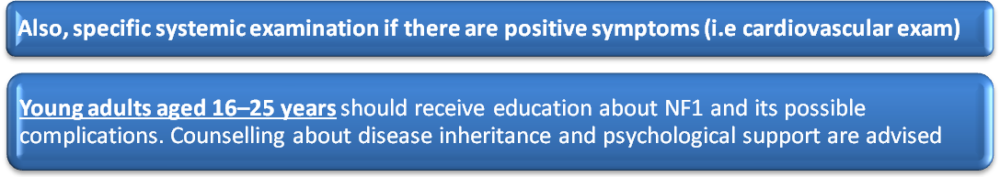 Also, specific systemic examination if there are positive symptoms (i.e cardiovascular exam)
Young adults aged 16–25 years should receive education about NF1 and its possible
complications. Counselling about disease inheritance and psychological support are advised